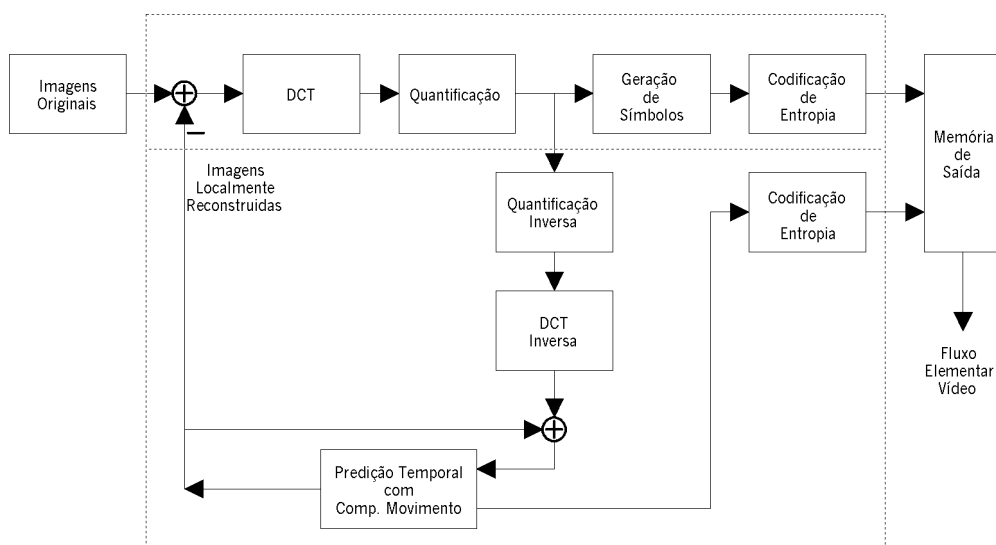 Imagens
Originais
DCT
Quantificação
Geração
de
Símbolos
Codificação
de
Entropia
Memória
de
Saída
Imagens
Localmente
Reconstruidas
Quantificação
Inversa
Codificação
de
Entropia
DCT
Inversa
Fluxo
Elementar
Vídeo
Predição Temporal
com
Comp. Movimento